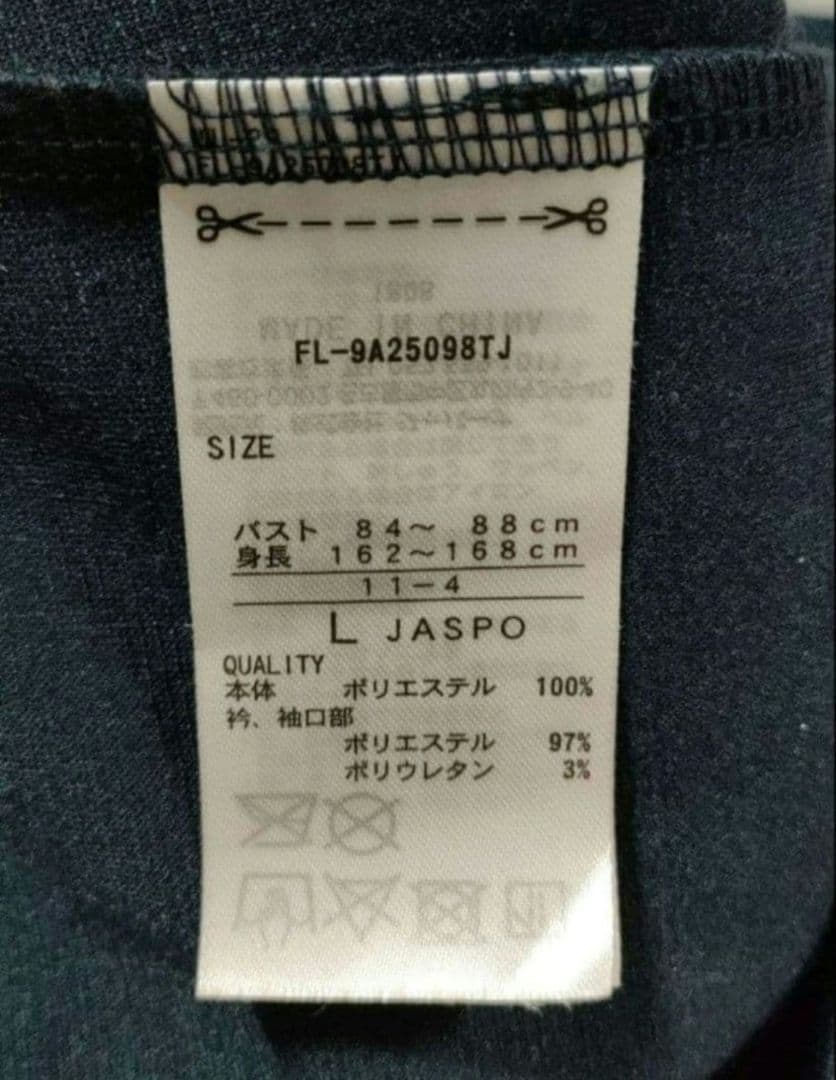 FL-9A25098TJ
SIZE
バスト 84〜 88cm
身長 162〜168cm
11-4
L JASPO
QUALITY
本体 ポリエステル 100%
衿、袖口部
ポリエステル 97%
ポリウレタン 3%